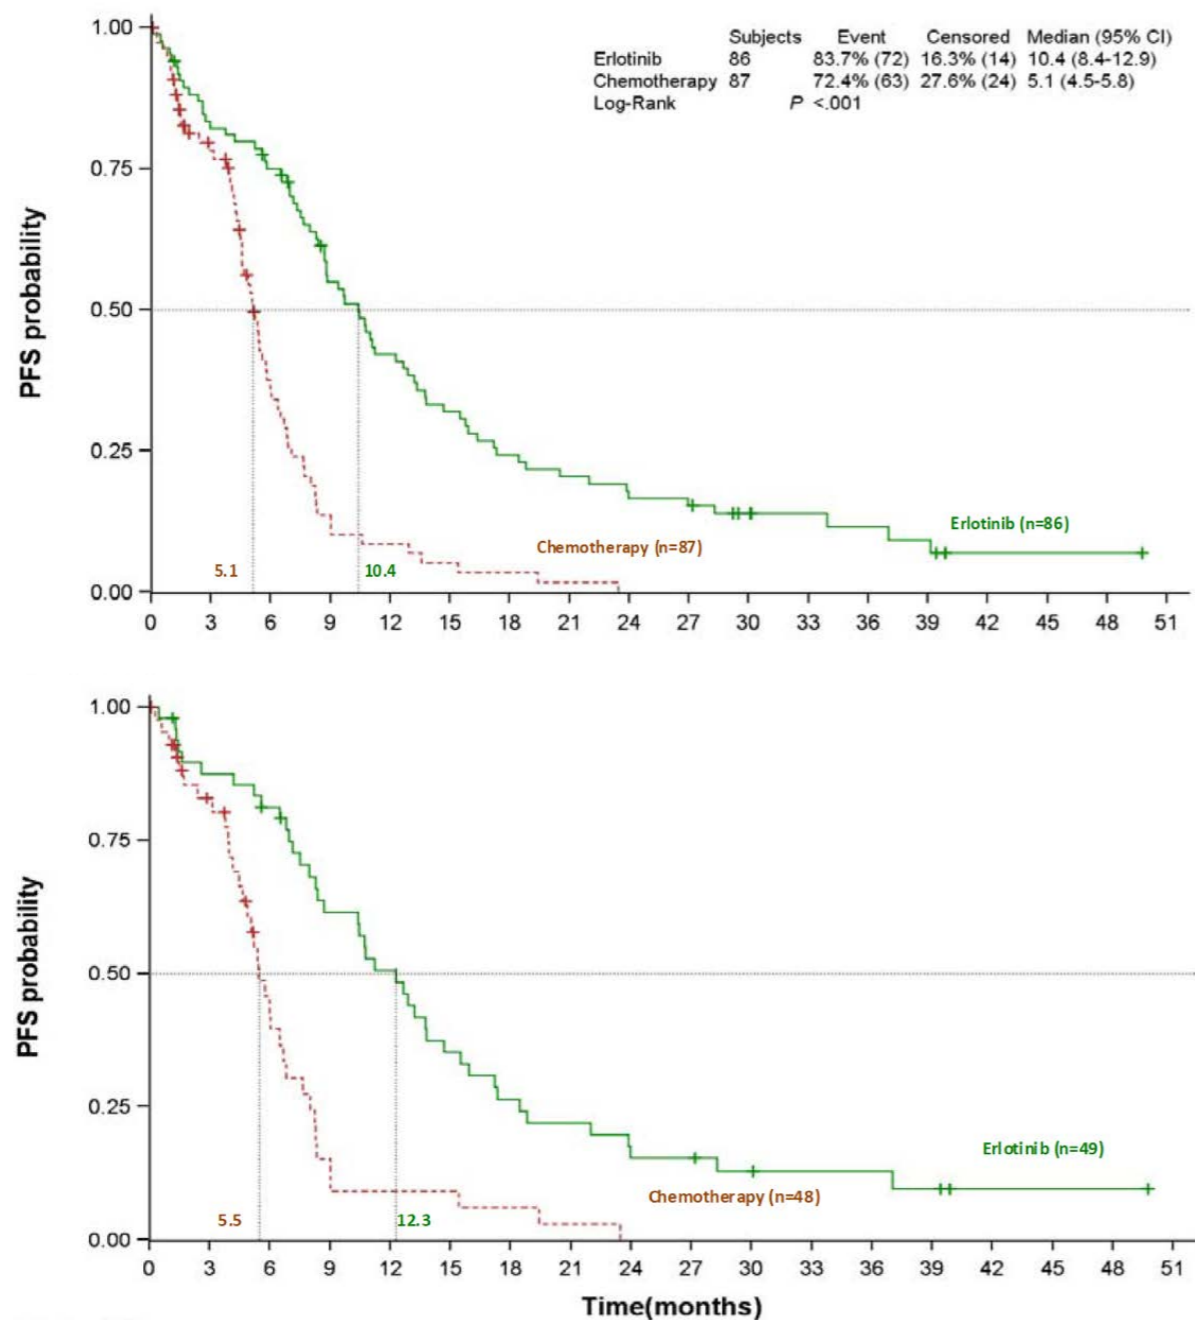 1.00
Subjects Event Censored Median (95% CI)
Erlotinib 86 83.7% (72) 16.3% (14) 10.4 (8.4-12.9)
Chemotherapy 87 72.4% (63) 27.6% (24) 5.1 (4.5-5.8)
Log-Rank P <.001
0.75
PFS probability
0.50
0.25
Erlotinib (n=86)
Chemotherapy (n=87)
5.1 10.4
0.00
0 3 6 9 12 15 18 21 24 27 30 33 36 39 42 45 48 51
1.00
0.75
PFS probability
0.50
0.25
Erlotinib (n=49)
Chemotherapy (n=48)
5.5 12.3
0.00
0 3 6 9 12 15 18 21 24 27 30 33 36 39 42 45 48 51
Time(months)